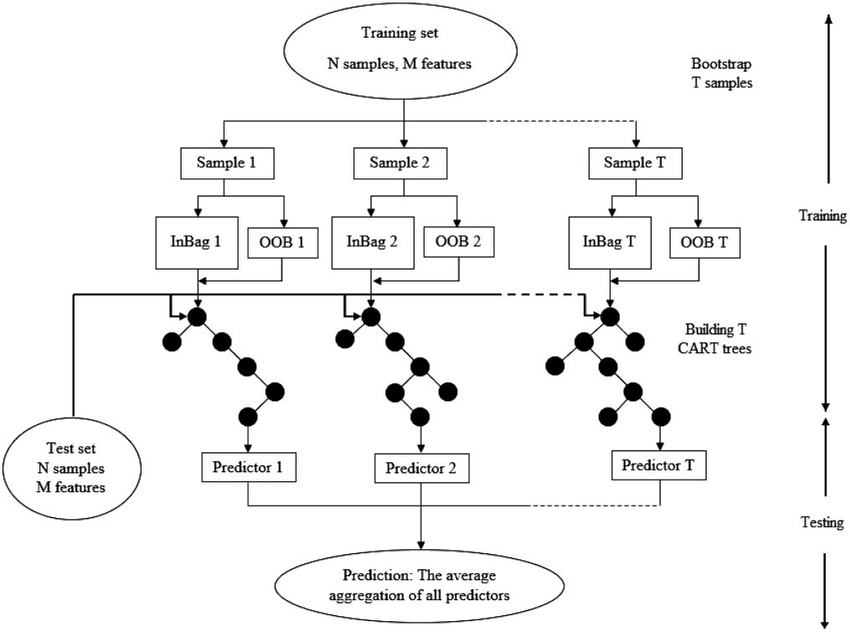 Training set
N samples, M features
Bootstrap
T samples
Sample 1
Sample 2
Sample T
Training
InBag 1
OOB 1
InBag 2
OOB 2
InBag T
OOB T
Building T
CART trees
Test set
N samples
M features
Predictor 1
Predictor 2
Predictor T
Testing
Prediction: The average
aggregation of all predictors